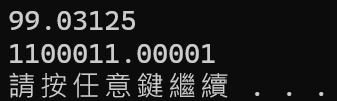 99.03125
1100011.00001
請按任意鍵繼續 . . .